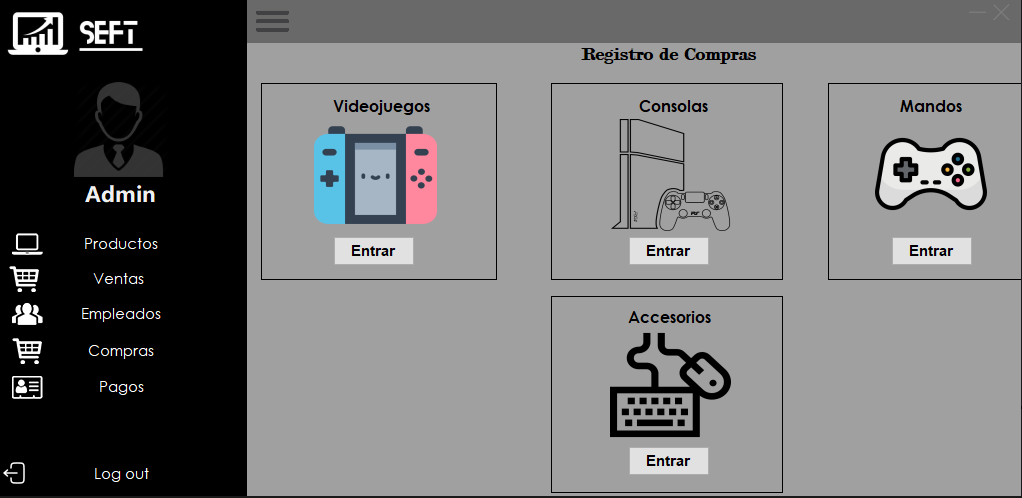 SEFT
Admin
Productos
Ventas
Empleados
Compras
Pagos
Log out
Registro de Compras
Videojuegos
Entrar
Consolas
Entrar
Mandos
Entrar
Accesorios
Entrar